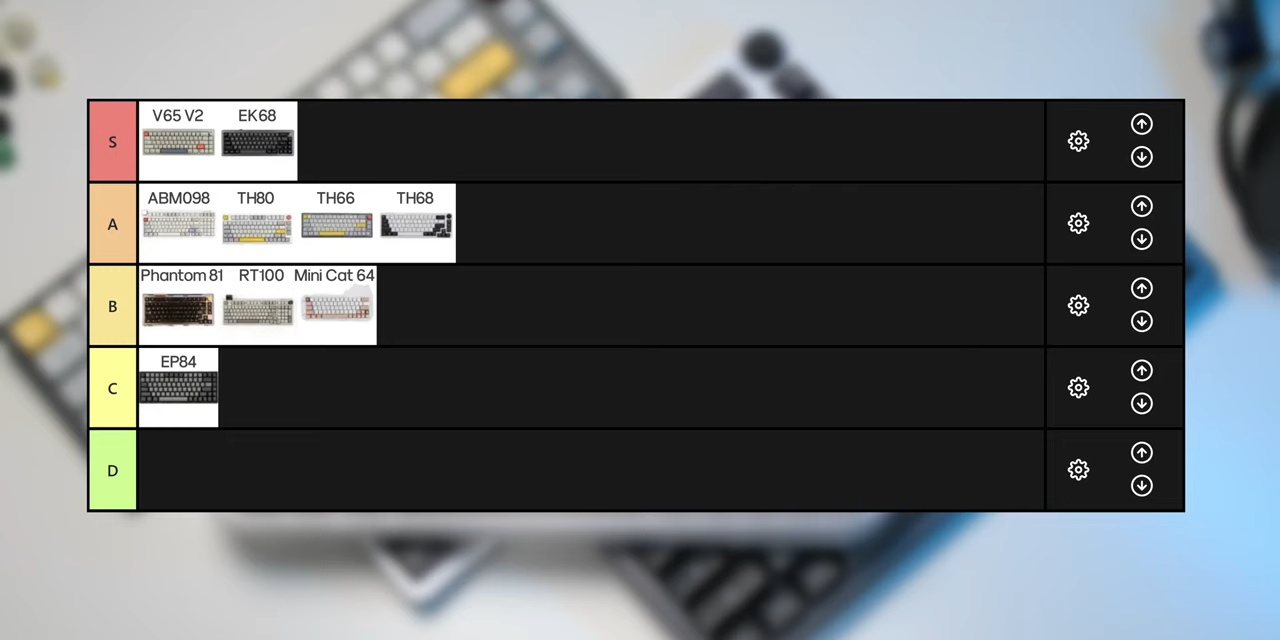 S
V65 V2 EK68
A
ABM098 TH80 TH66 TH68
B
Phantom 81 RT100 Mini Cat 64
C
EP84
D